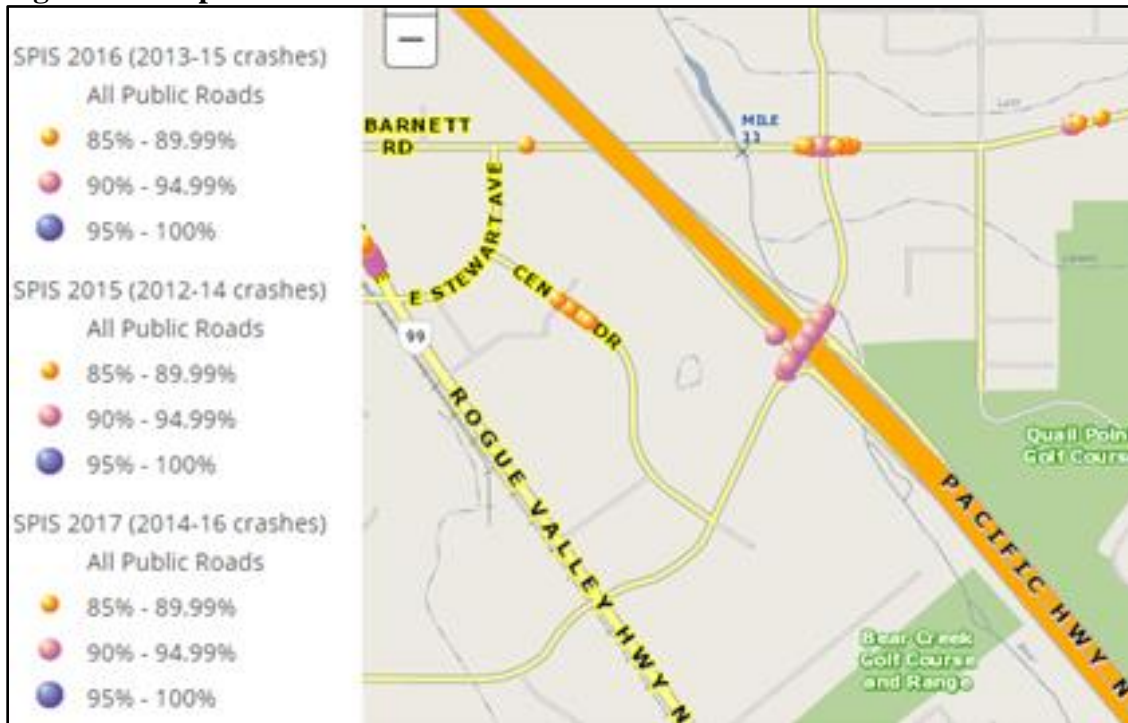 SPIS 2016 (2013-15 crashes)
All Public Roads
85% - 89.99%
90% - 94.99%
95% - 100%
SPIS 2015 (2012-14 crashes)
All Public Roads
85% - 89.99%
90% - 94.99%
95% - 100%
SPIS 2017 (2014-16 crashes)
All Public Roads
85% - 89.99%
90% - 94.99%
95% - 100%
BARNETT
RD
MILE
33
E STEWART AVE
CEN DR
99
ROGUE VALLEY HWY N
PACIFIC HWY N
Quail Poin
Golf Cours
Bear Creek
Golf Course
and Range